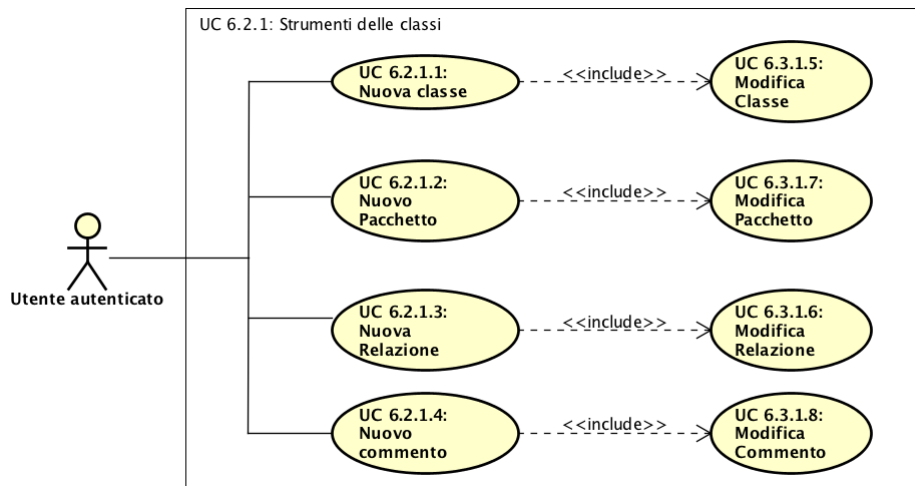 UC 6.2.1: Strumenti delle classi
UC 6.2.1.1:
Nuova classe
<<include>>
UC 6.3.1.5:
Modifica
Classe
UC 6.2.1.2:
Nuovo
Pacchetto
<<include>>
UC 6.3.1.7:
Modifica
Pacchetto
Utente autenticato
UC 6.2.1.3:
Nuova
Relazione
<<include>>
UC 6.3.1.6:
Modifica
Relazione
UC 6.2.1.4:
Nuovo
commento
<<include>>
UC 6.3.1.8:
Modifica
Commento